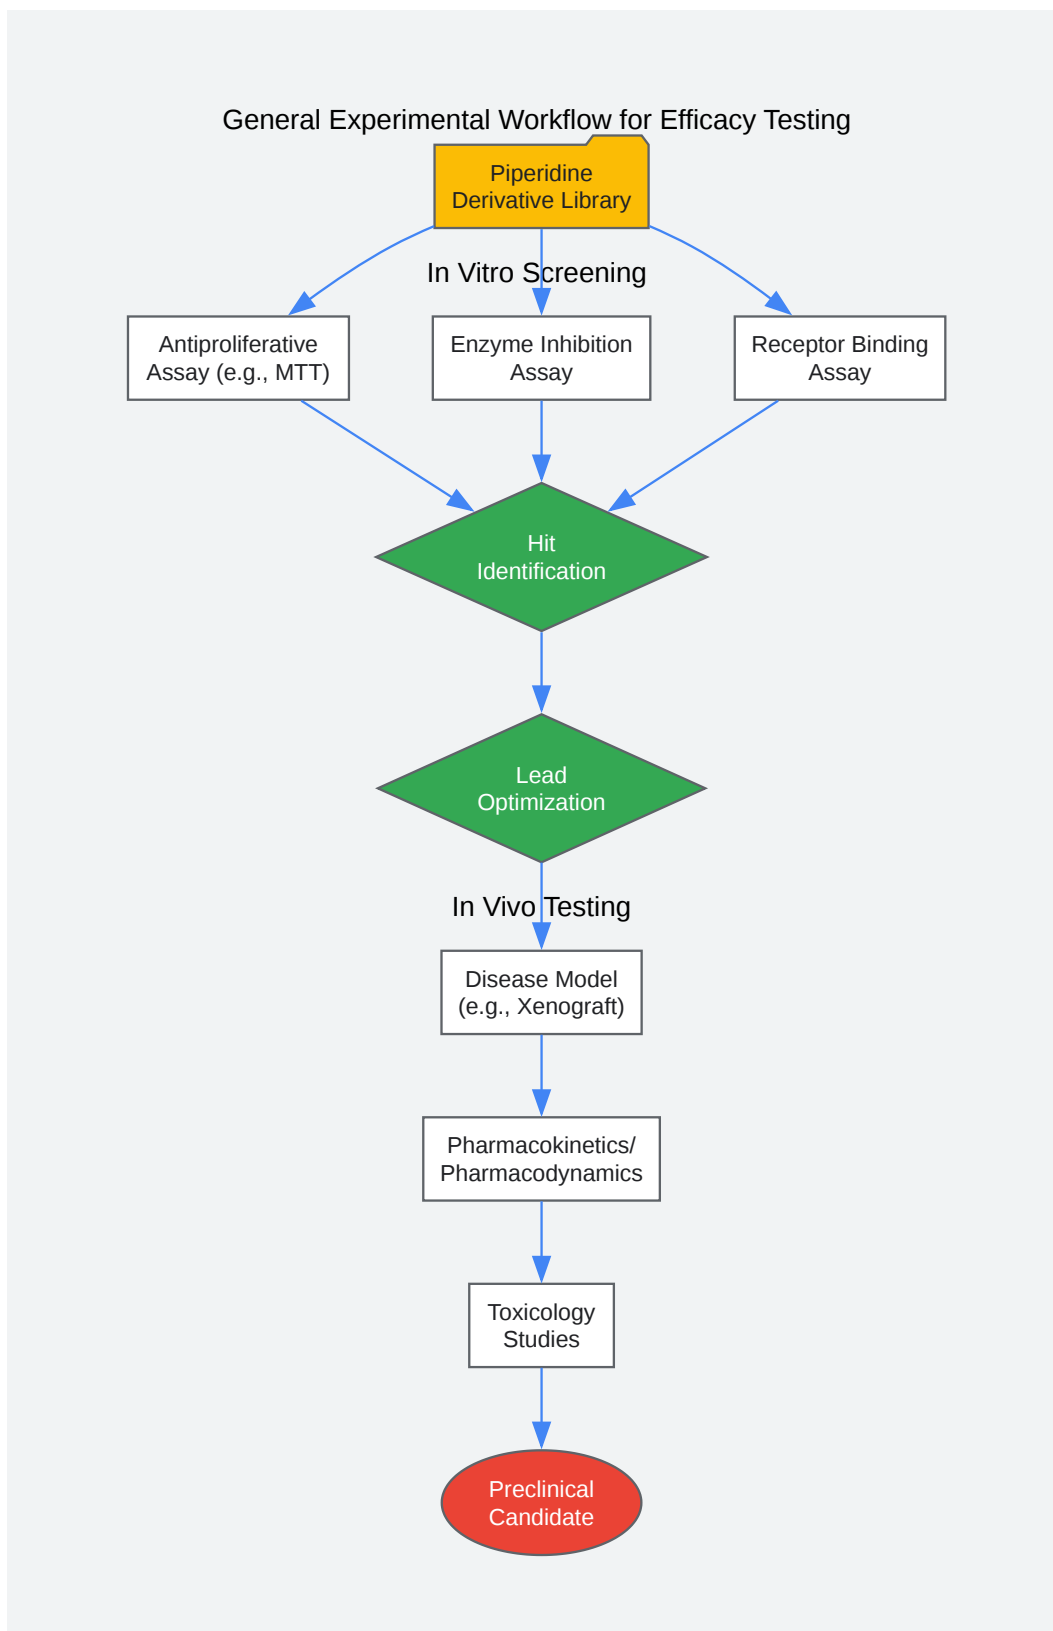 General Experimental Workflow for Efficacy Testing
Piperidine
Derivative Library
In Vitro Screening
Antiproliferative
Assay (e.g., MTT)
Enzyme Inhibition
Assay
Receptor Binding
Assay
Hit
Identification
Lead
Optimization
In Vivo Testing
Disease Model
(e.g., Xenograft)
Pharmacokinetics/
Pharmacodynamics
Toxicology
Studies
Preclinical
Candidate